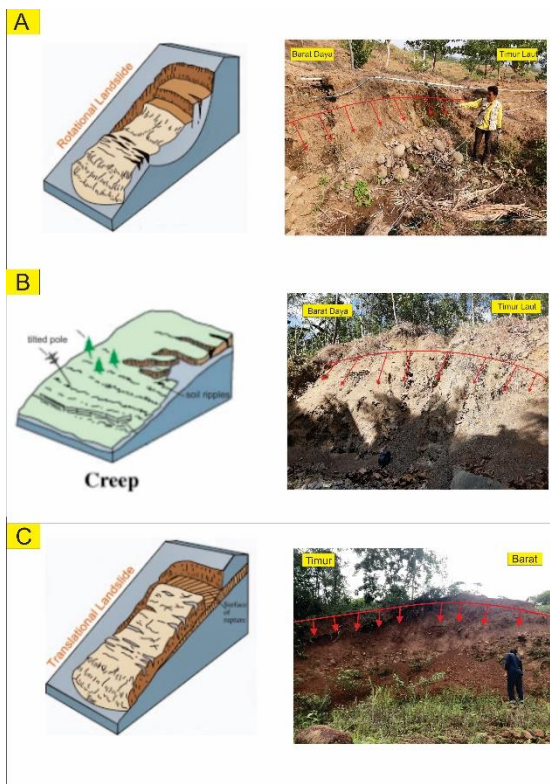 A
Rotational Landslide
Barat Daya
Timur Laut
B
tilted pole
soil ripples
Creep
Barat Daya
Timur Laut
C
Translational Landslide
Surface
of
rupture
Timur
Barat